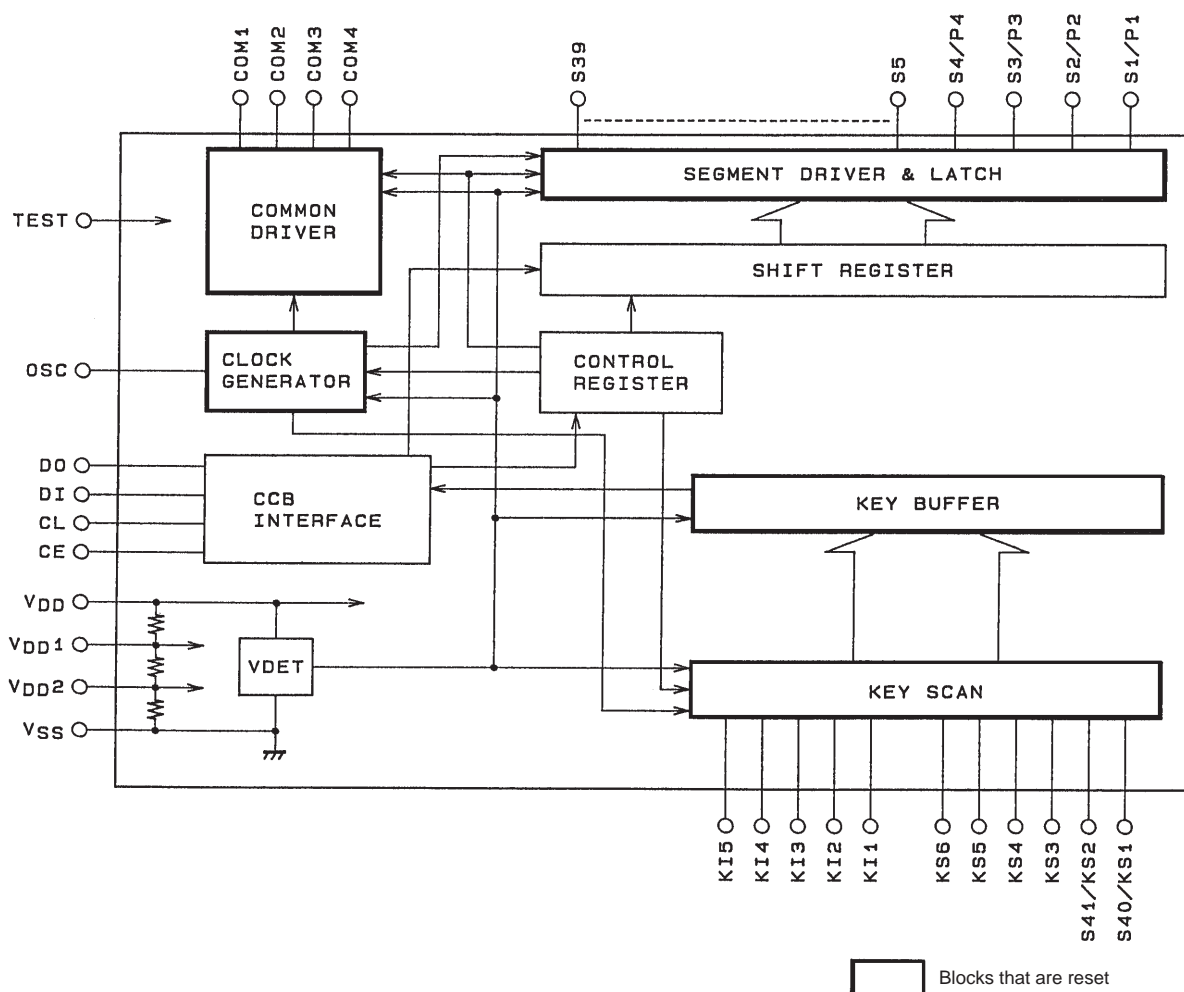 COM1
COM2
COM3
COM4
S39
S5
S4/P4
S3/P3
S2/P2
S1/P1
TEST
COMMON
DRIVER
SEGMENT DRIVER & LATCH
SHIFT REGISTER
OSC
CLOCK
GENERATOR
CONTROL
REGISTER
DO
DI
CL
CE
CCB
INTERFACE
KEY BUFFER
VDD
VDD1
VDD2
VSS
VDET
KEY SCAN
KI5
KI4
KI3
KI2
KI1
KS6
KS5
KS4
KS3
S41/KS2
S40/KS1
Blocks that are reset